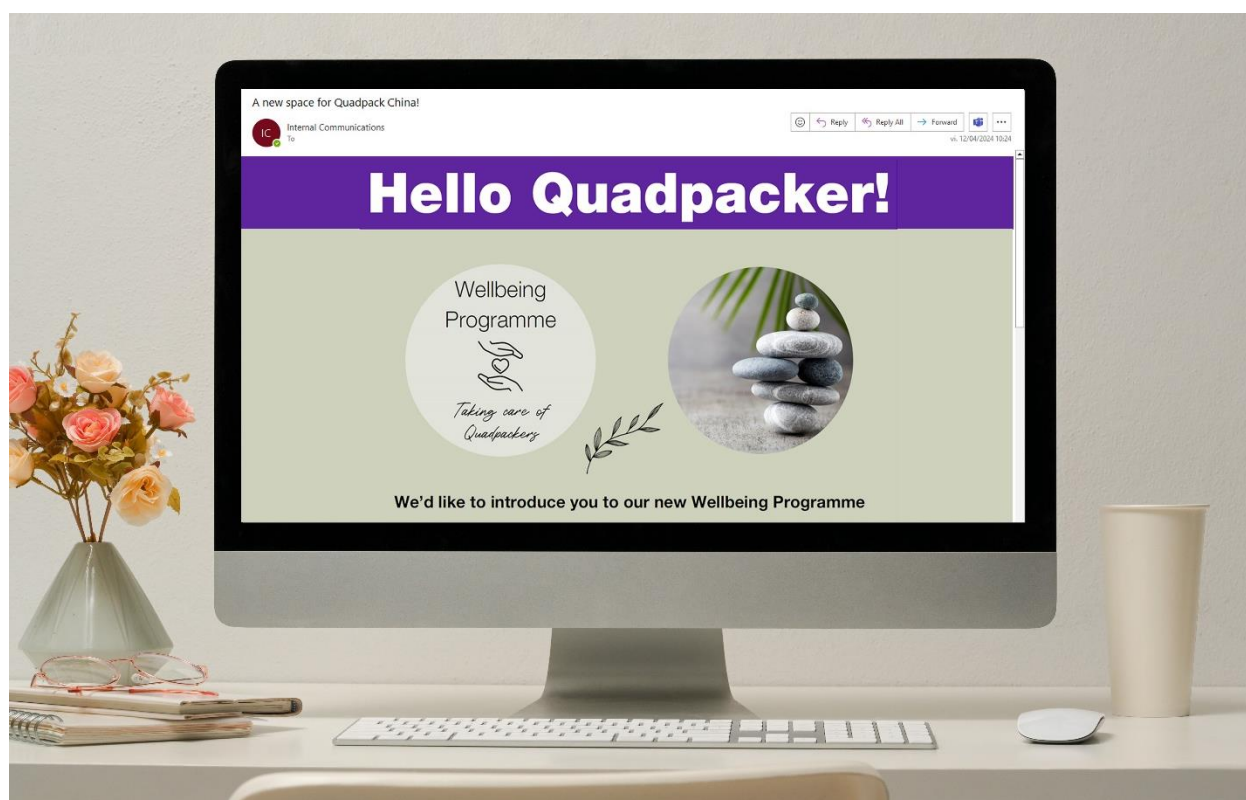 A new space for Quadpack China!
IC
Internal Communications
To
Reply
Reply All
Forward
vi. 12/04/2024 10:24
Hello Quadpacker!
Wellbeing
Programme
Taking care of
Quadpackers
We'd like to introduce you to our new Wellbeing Programme